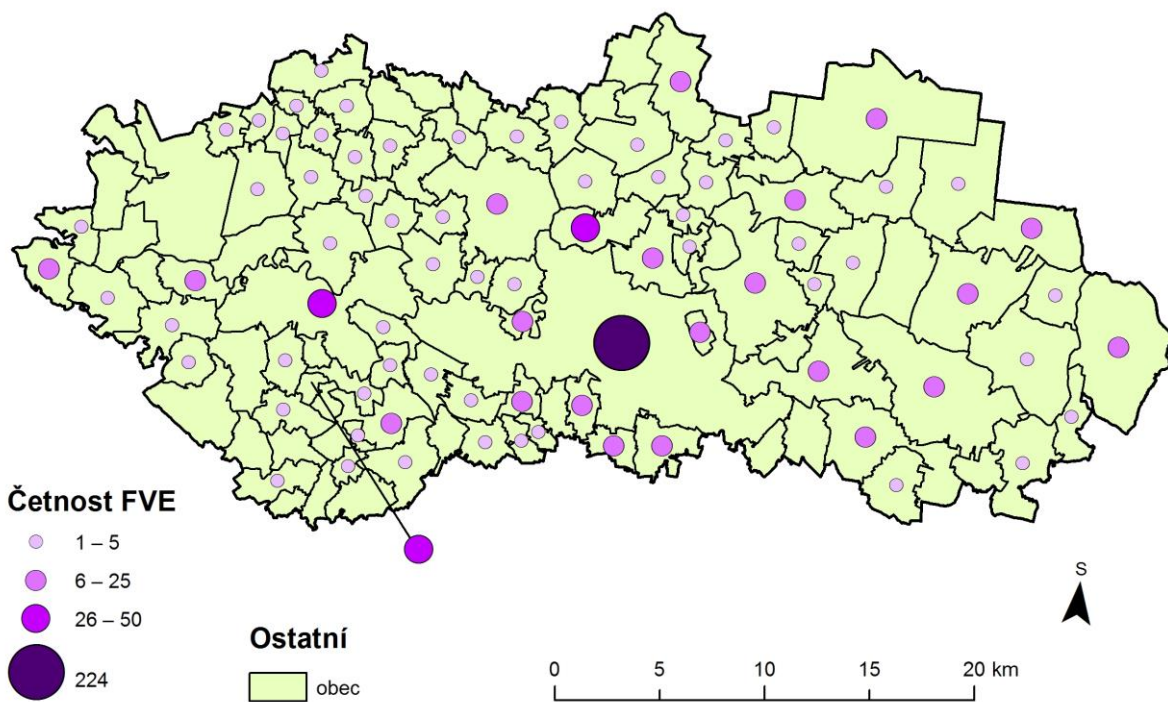 Četnost FVE
1 – 5
6 – 25
26 – 50
224
Ostatní
obec
0 5 10 15 20 km
S